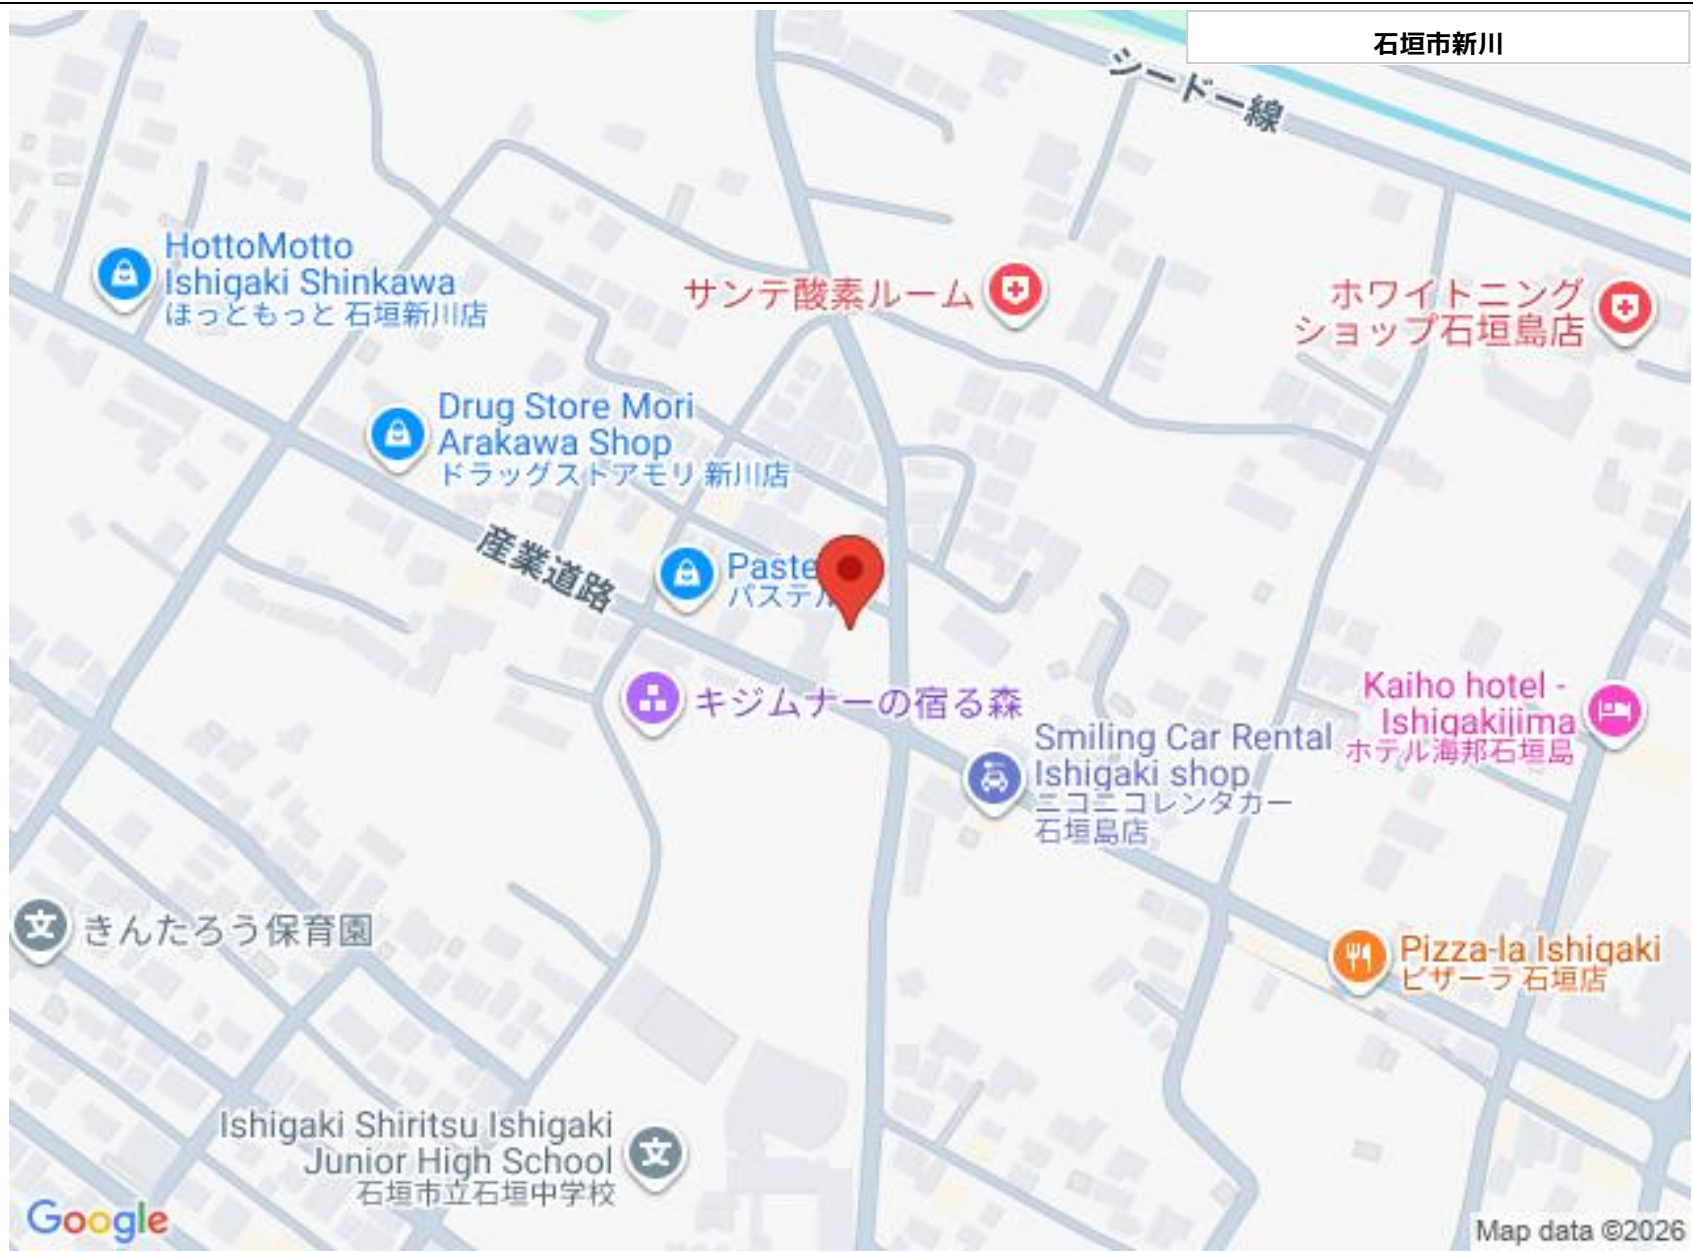 石垣市新川
シードー線
HottoMotto
Ishigaki Shinkawa
ほっともっと 石垣新川店
サンテ酸素ルーム
ホワイトニング
ショップ石垣島店
Drug Store Mori
Arakawa Shop
ドラッグストアモリ 新川店
産業道路
Paste
パステル
キジムナーの宿る森
Kaiho hotel -
Ishigakijima
ホテル海邦石垣島
Smiling Car Rental
Ishigaki shop
ニコニコレンタカー
石垣島店
きんたろう保育園
Pizza-la Ishigaki
ピザーラ 石垣店
Ishigaki Shiritsu Ishigaki
Junior High School
石垣市立石垣中学校
Google
Map data ©2026